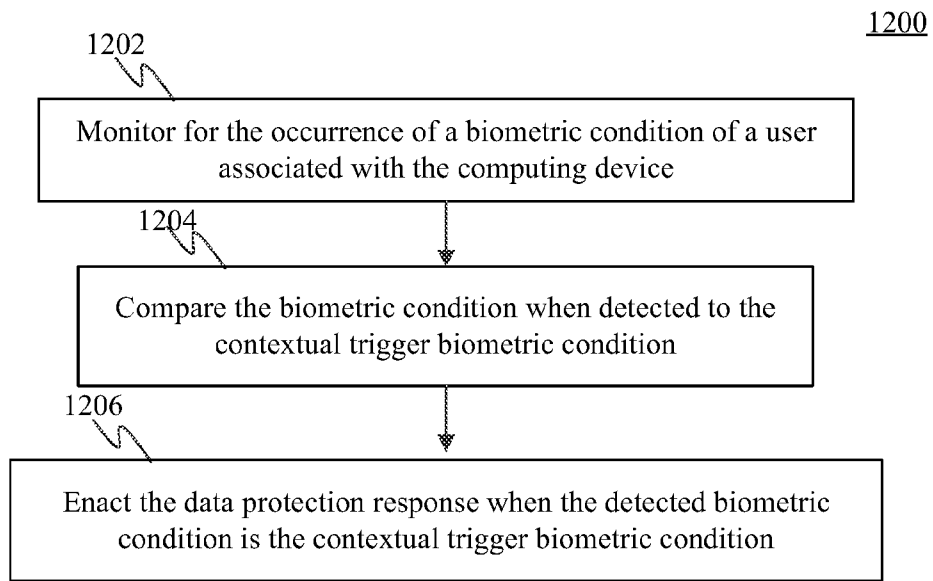 1200
1202
Monitor for the occurrence of a biometric condition of a user
associated with the computing device
1204
Compare the biometric condition when detected to the
contextual trigger biometric condition
1206
Enact the data protection response when the detected biometric
condition is the contextual trigger biometric condition